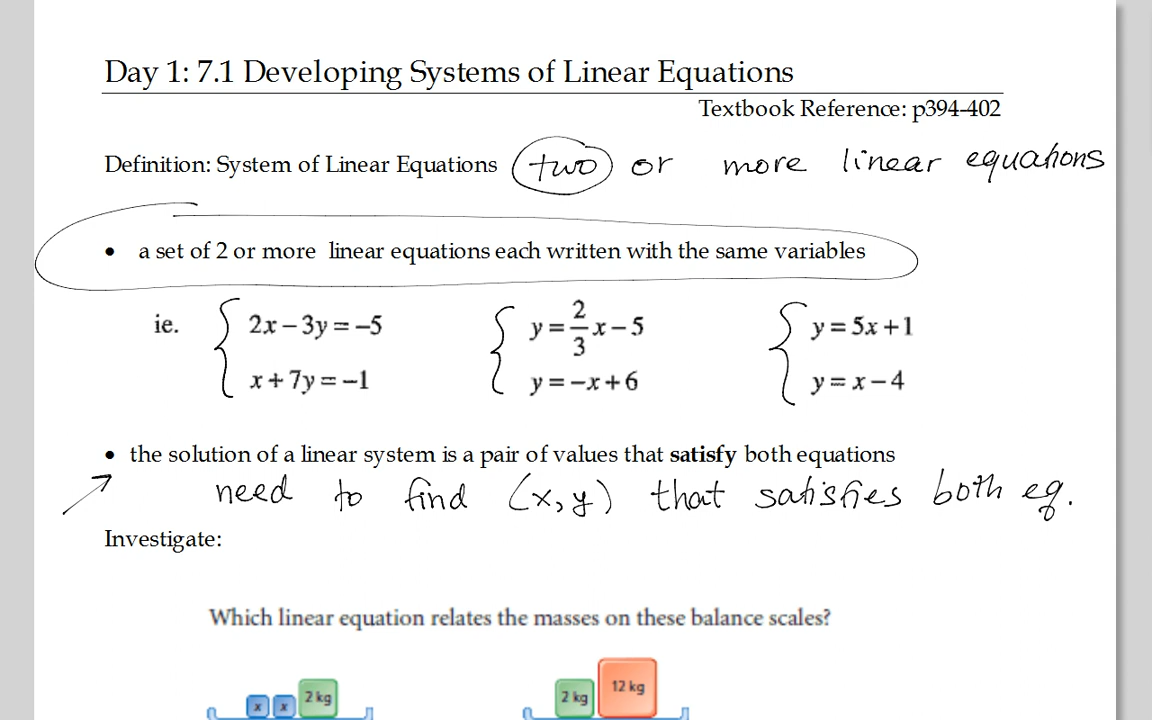 Day 1: 7.1 Developing Systems of Linear Equations
Textbook Reference: p394-402
Definition: System of Linear Equations two or more linear equations
• a set of 2 or more linear equations each written with the same variables
ie. { 2x – 3y = –5 { y = 2/3 x – 5 { y = 5x + 1
x + 7y = –1 y = –x + 6 y = x – 4
• the solution of a linear system is a pair of values that satisfy both equations
need to find (x,y) that satisfies both eq.
Investigate:
Which linear equation relates the masses on these balance scales?
x x 2 kg 2 kg 12 kg